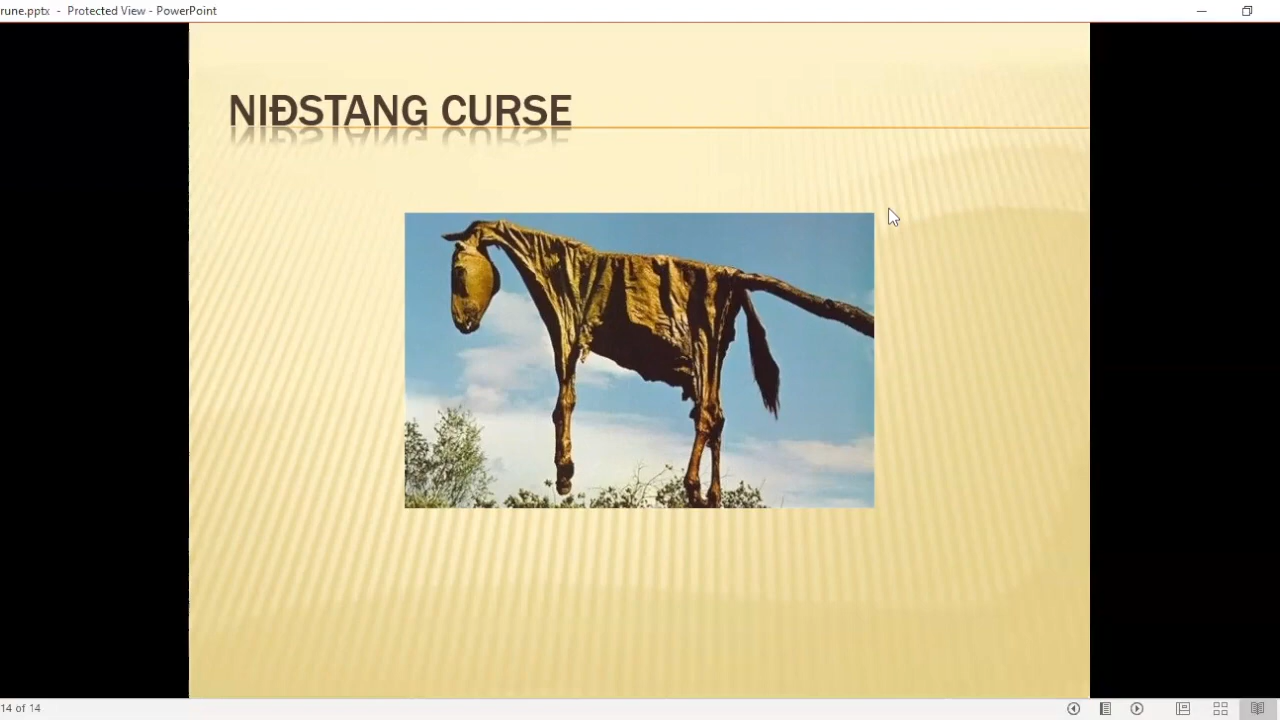 rune.pptx - Protected View - PowerPoint
NIÐSTANG CURSE
14 of 14